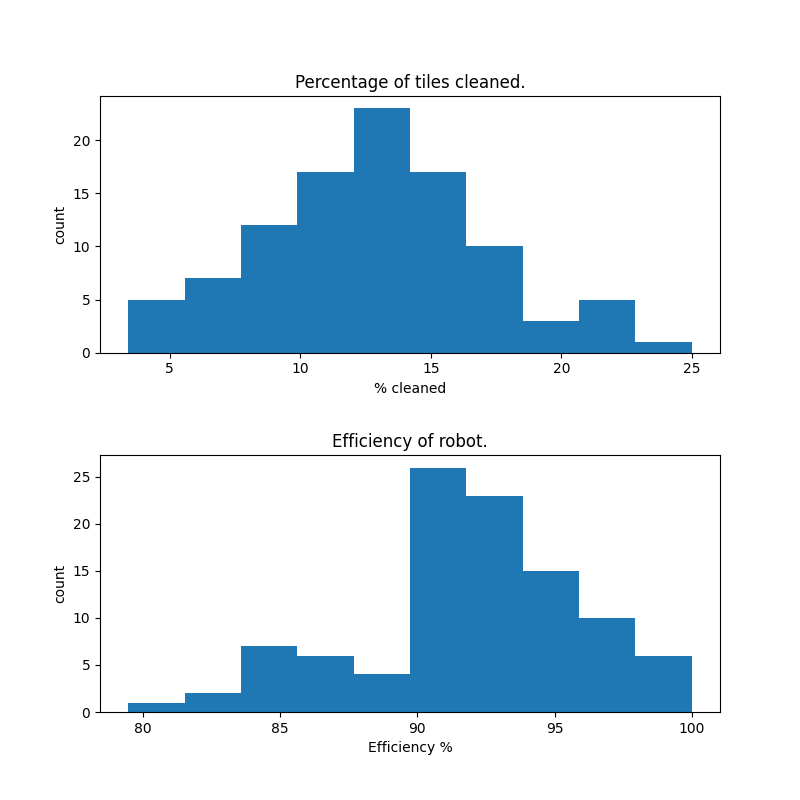 Percentage of tiles cleaned.
20
15
10
5
0
count
5 10 15 20 25
% cleaned
Efficiency of robot.
25
20
15
10
5
0
count
80 85 90 95 100
Efficiency %